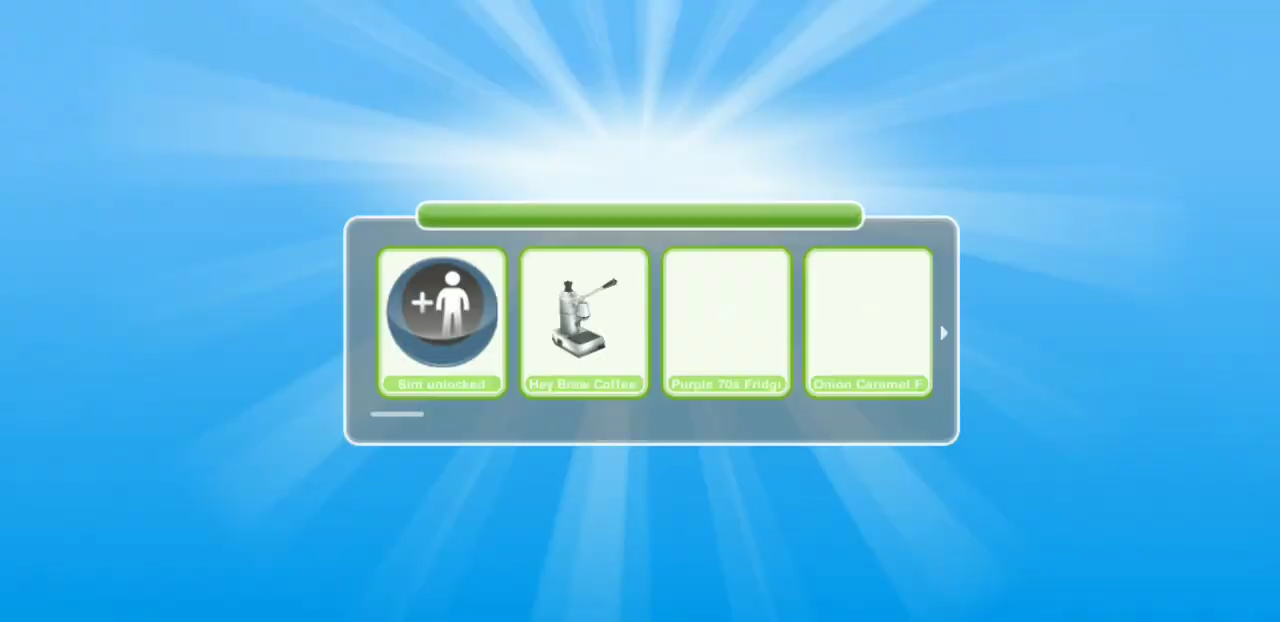 Sim unlocked
Hey Brew Coffee
Purple 70s Fridg
Onion Caramel F